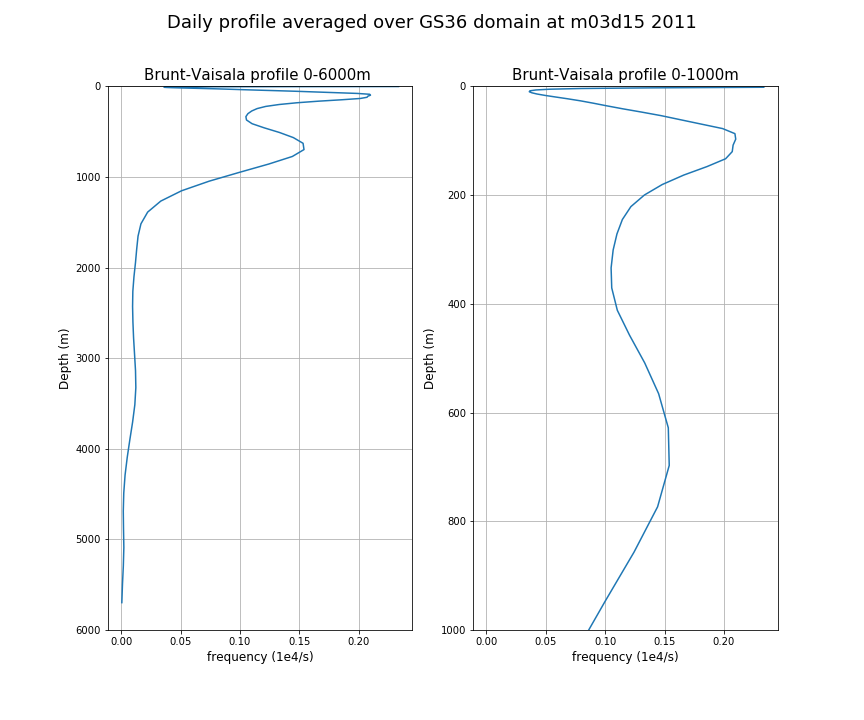 Daily profile averaged over GS36 domain at m03d15 2011
Brunt-Vaisala profile 0-6000m
0
1000
2000
3000
4000
5000
6000
Depth (m)
0.00 0.05 0.10 0.15 0.20
frequency (1e4/s)
Brunt-Vaisala profile 0-1000m
0
200
400
600
800
1000
Depth (m)
0.00 0.05 0.10 0.15 0.20
frequency (1e4/s)